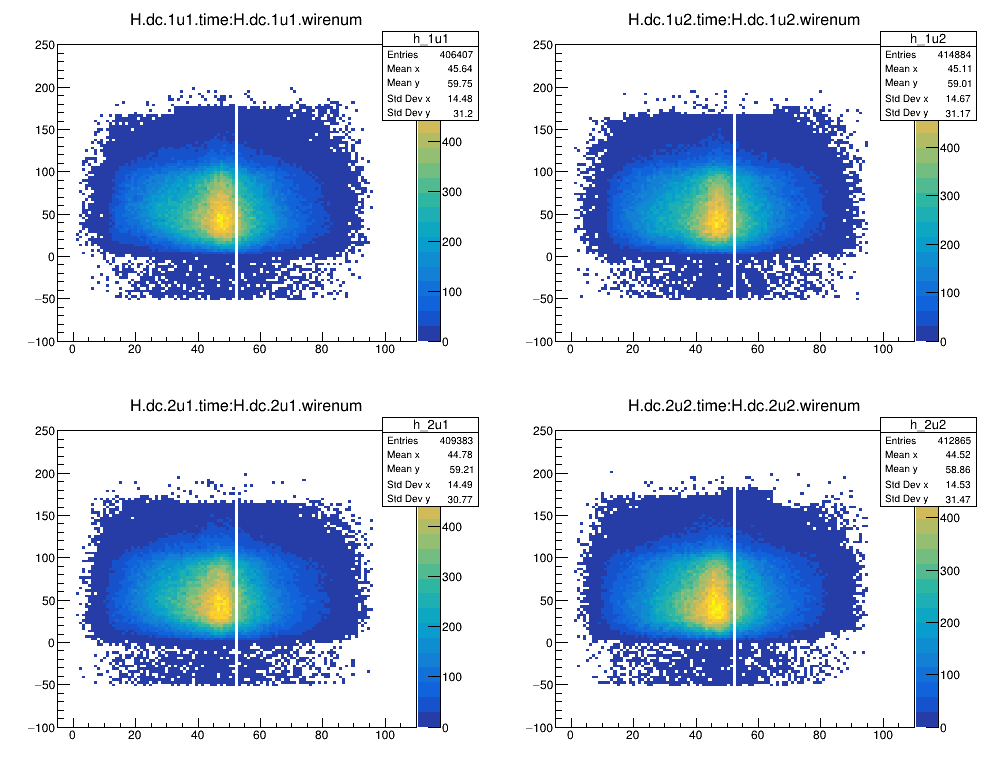 H.dc.1u1.time:H.dc.1u1.wirenum
h_1u1
Entries 406407
Mean x 45.64
Mean y 59.75
Std Dev x 14.48
Std Dev y 31.2
250
200
150
100
50
0
−50
−100
0 20 40 60 80 100
400
300
200
100
0
H.dc.1u2.time:H.dc.1u2.wirenum
h_1u2
Entries 414884
Mean x 45.11
Mean y 59.01
Std Dev x 14.67
Std Dev y 31.17
250
200
150
100
50
0
−50
−100
0 20 40 60 80 100
400
300
200
100
0
H.dc.2u1.time:H.dc.2u1.wirenum
h_2u1
Entries 409383
Mean x 44.78
Mean y 59.21
Std Dev x 14.49
Std Dev y 30.77
250
200
150
100
50
0
−50
−100
0 20 40 60 80 100
400
300
200
100
0
H.dc.2u2.time:H.dc.2u2.wirenum
h_2u2
Entries 412865
Mean x 44.52
Mean y 58.86
Std Dev x 14.53
Std Dev y 31.47
250
200
150
100
50
0
−50
−100
0 20 40 60 80 100
400
300
200
100
0